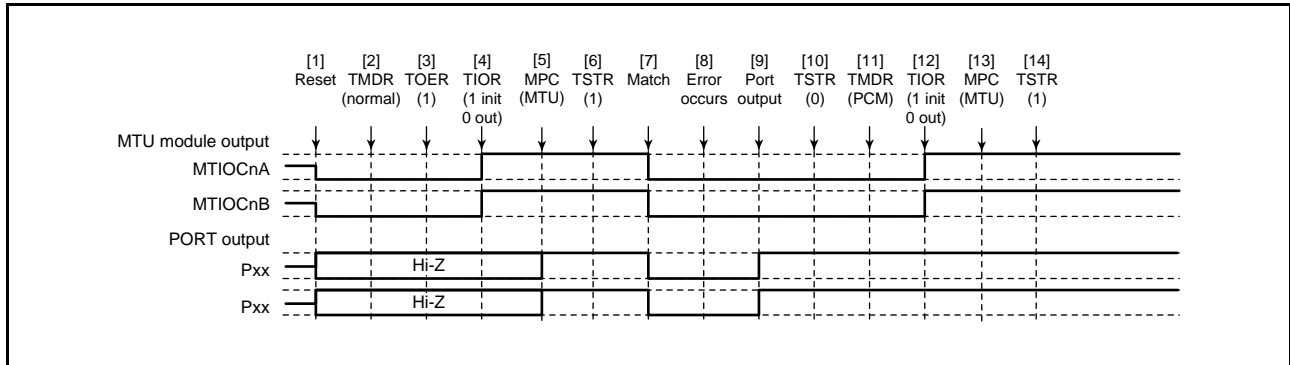 [1] [2] [3] [4] [5] [6] [7] [8] [9] [10] [11] [12] [13] [14]
Reset TMDR TOER TIOR MPC TSTR Match Error Port TSTR TMDR TIOR MPC TSTR
(normal) (1) (1 init (MTU) (1) occurs output (0) (PCM) (1 init (MTU) (1)
0 out) 0 out)
MTU module output
MTIOCnA
MTIOCnB
PORT output
Pxx Hi-Z
Pxx Hi-Z